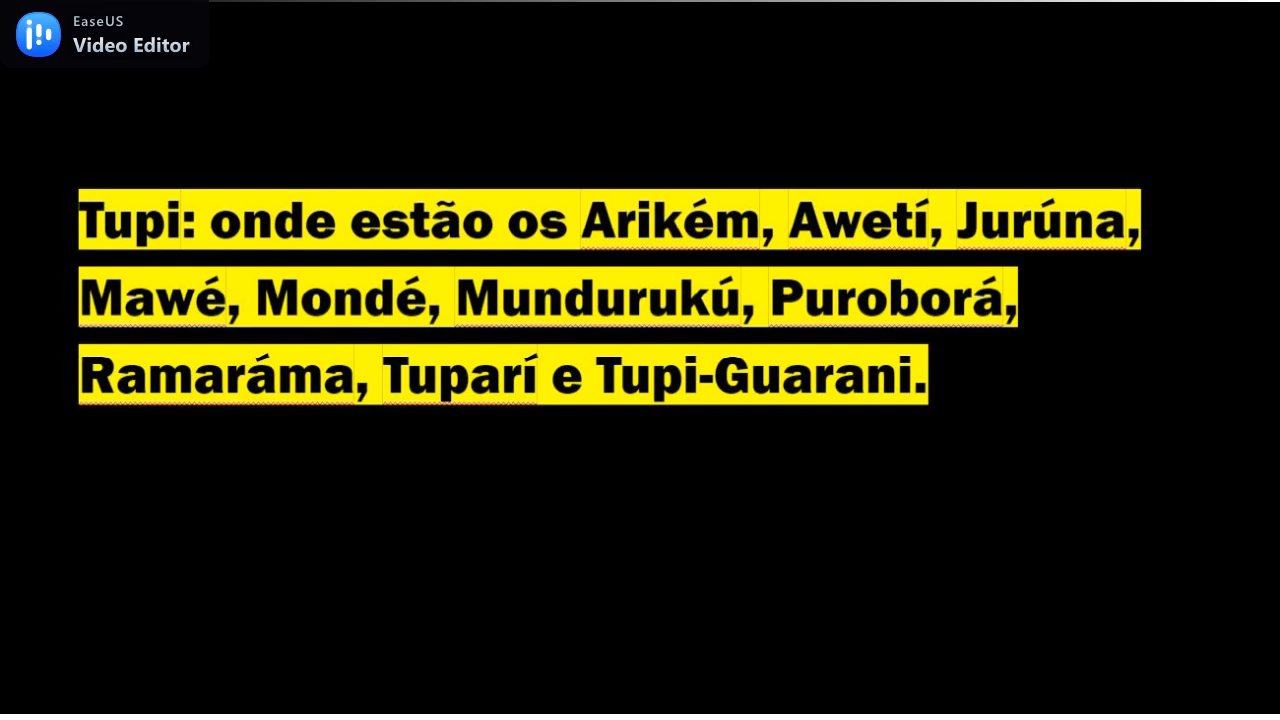 EaseUS
Video Editor
Tupi: onde estão os Arikém, Awetí, Jurúna,
Mawé, Mondé, Mundurukú, Puroborá,
Ramaráma, Tuparí e Tupi-Guarani.